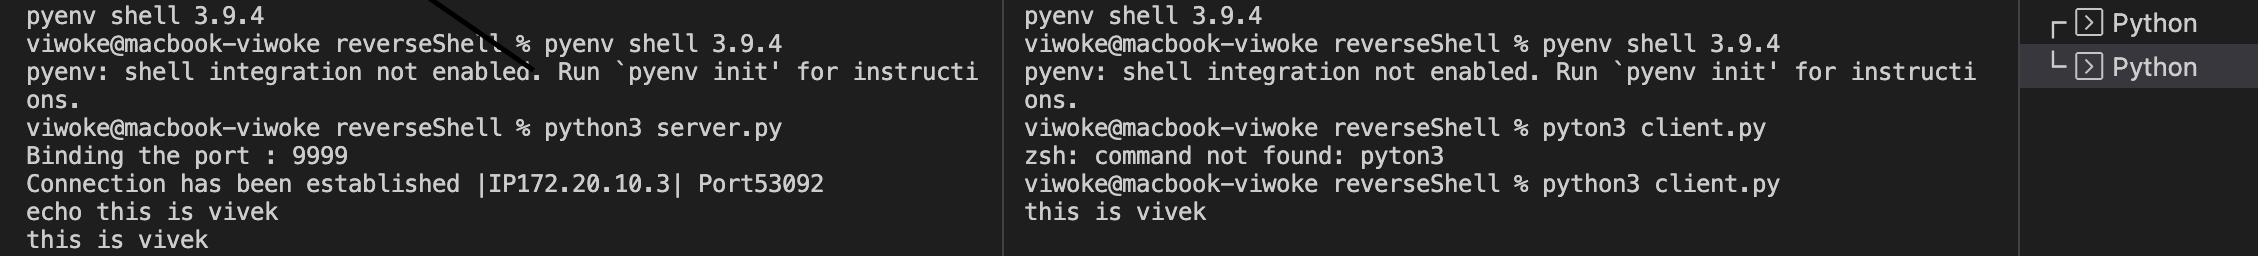 pyenv shell 3.9.4
viwoke@macbook-viwoke reverseShell % pyenv shell 3.9.4
pyenv: shell integration not enabled. Run `pyenv init' for instructi
ons.
viwoke@macbook-viwoke reverseShell % python3 server.py
Binding the port : 9999
Connection has been established |IP172.20.10.3| Port53092
echo this is vivek
this is vivek
pyenv shell 3.9.4
viwoke@macbook-viwoke reverseShell % pyenv shell 3.9.4
pyenv: shell integration not enabled. Run `pyenv init' for instructi
ons.
viwoke@macbook-viwoke reverseShell % pyton3 client.py
zsh: command not found: pyton3
viwoke@macbook-viwoke reverseShell % python3 client.py
this is vivek
Python
Python